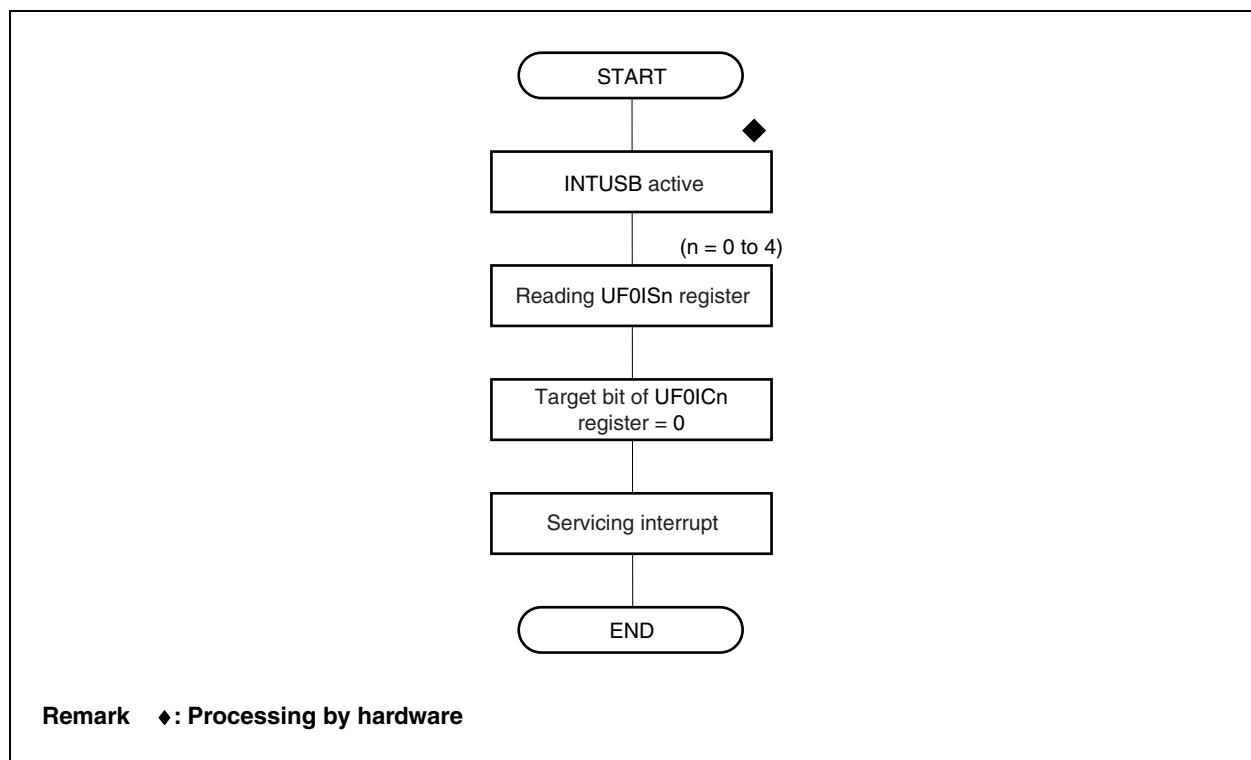 START
◆
INTUSB active
(n = 0 to 4)
Reading UF0ISn register
Target bit of UF0ICn
register = 0
Servicing interrupt
END
Remark ♦: Processing by hardware